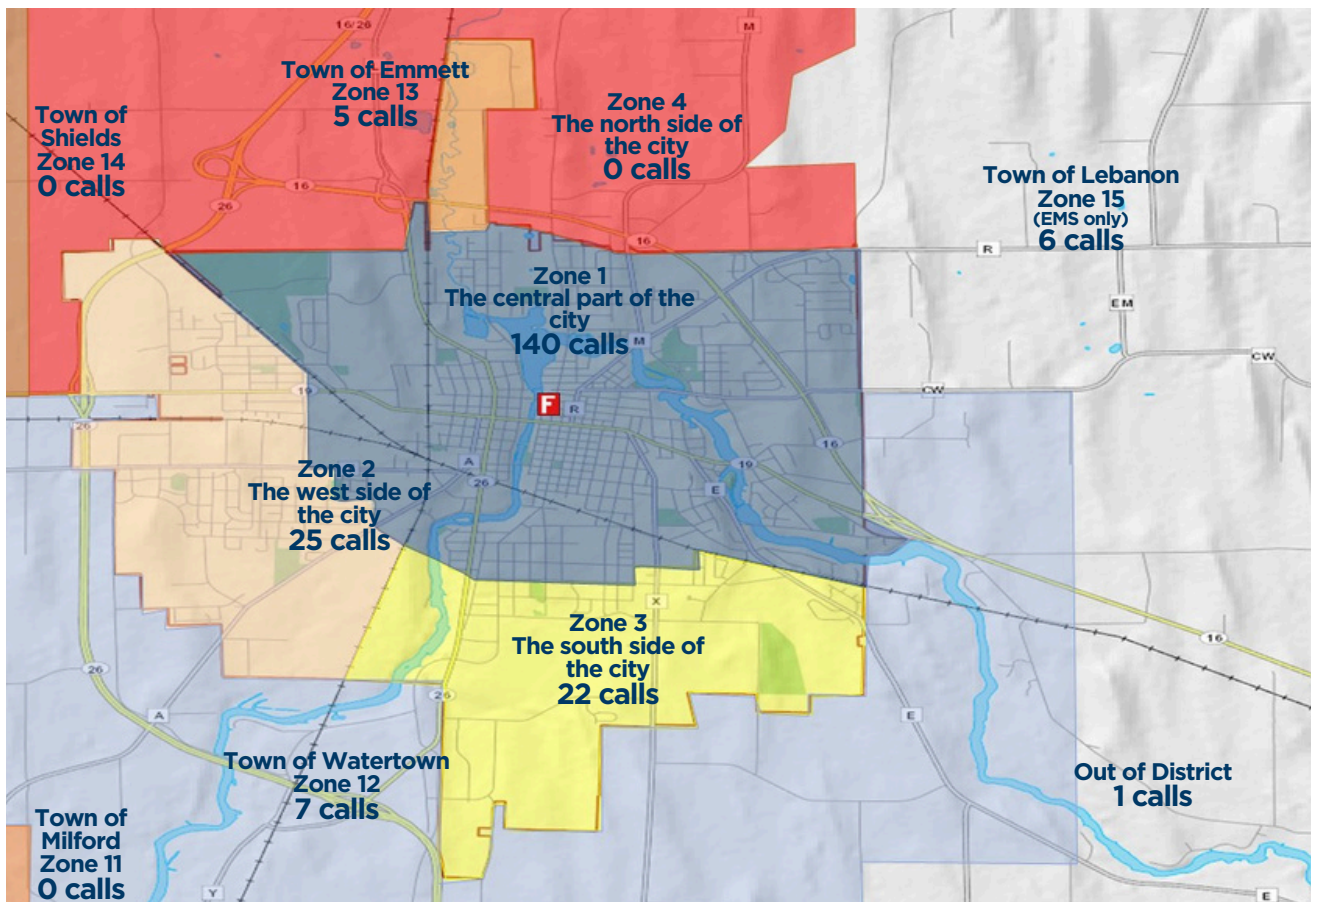 16/26
M
Town of Emmett
Zone 13
5 calls
Zone 4
The north side of
the city
0 calls
Town of
Shields
Zone 14
0 calls
Town of Lebanon
Zone 15
(EMS only)
6 calls
16
26
16
R
Zone 1
The central part of the
city
140 calls
EM
M
CW
CW
19
F
R
26
16
A
26
19
E
Zone 2
The west side of
the city
25 calls
X
Zone 3
The south side of
the city
22 calls
16
26
26
A
E
Town of Watertown
Zone 12
7 calls
Out of District
1 calls
Town of
Milford
Zone 11
0 calls
Y
E